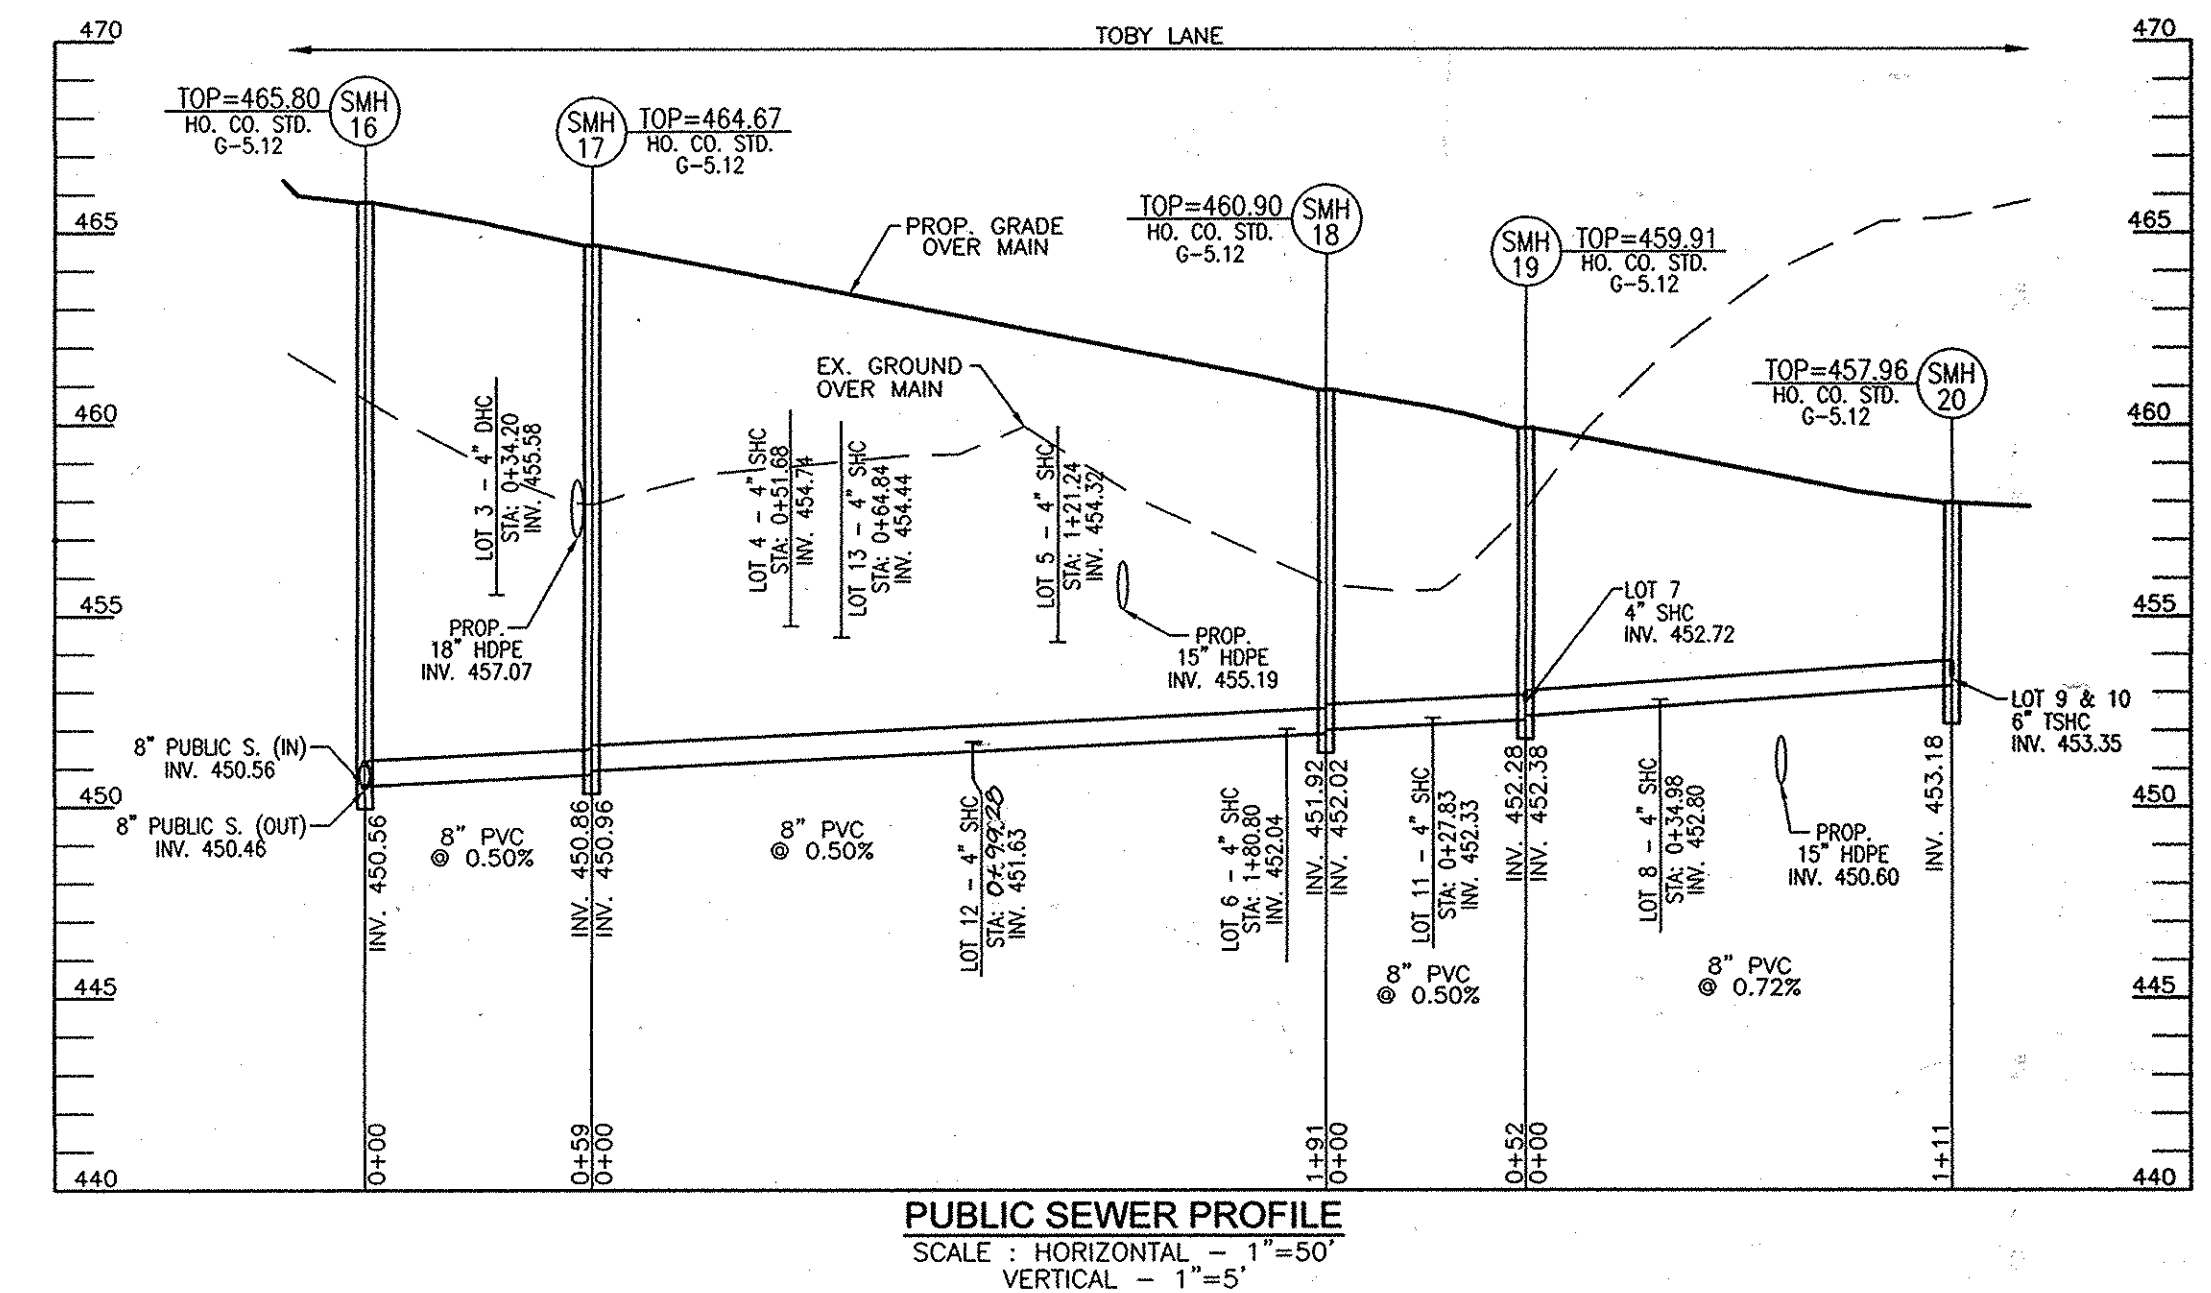 470
TOBY LANE
470
TOP=465.80
HO. CO. STD.
G-5.12
SMH
16
SMH
17
TOP=464.67
HO. CO. STD.
G-5.12
TOP=460.90
HO. CO. STD.
G-5.12
SMH
18
SMH
19
TOP=459.91
HO. CO. STD.
G-5.12
465
PROP. GRADE
OVER MAIN
465
EX. GROUND
OVER MAIN
TOP=457.96
HO. CO. STD.
G-5.12
SMH
20
460
460
LOT 3 - 4" DHC
STA: 0+34.20
INV. 455.58
LOT 4 - 4" SHC
STA: 0+51.68
INV. 454.74
LOT 13 - 4" SHC
STA: 0+64.84
INV. 454.44
LOT 5 - 4" SHC
STA: 1+21.24
INV. 454.32
455
455
PROP.
18" HDPE
INV. 457.07
PROP.
15" HDPE
INV. 455.19
LOT 7
4" SHC
INV. 452.72
LOT 9 & 10
6" TSHC
INV. 453.35
8" PUBLIC S. (IN)
INV. 450.56
450
450
8" PUBLIC S. (OUT)
INV. 450.46
INV. 450.56
8" PVC
@ 0.50%
INV. 450.86
INV. 450.96
8" PVC
@ 0.50%
LOT 12 - 4" SHC
STA: 0+99.28
INV. 451.63
LOT 6 - 4" SHC
STA: 1+80.80
INV. 452.04
INV. 451.92
INV. 452.02
LOT 11 - 4" SHC
STA: 0+27.83
INV. 452.33
INV. 452.28
INV. 452.38
LOT 8 - 4" SHC
STA: 0+34.98
INV. 452.80
PROP.
15" HDPE
INV. 450.60
INV. 453.18
8" PVC
@ 0.50%
8" PVC
@ 0.72%
445
445
0+00
0+59
0+00
1+91
0+00
0+52
0+00
1+11
440
440
PUBLIC SEWER PROFILE
SCALE : HORIZONTAL - 1"=50'
VERTICAL - 1"=5'